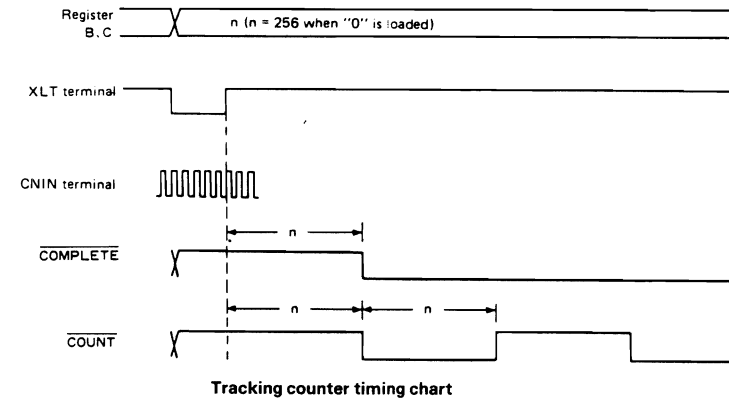 Register
B, C
n (n = 256 when "0" is loaded)
XLT terminal
CNIN terminal
n
COMPLETE
n
n
COUNT
Tracking counter timing chart